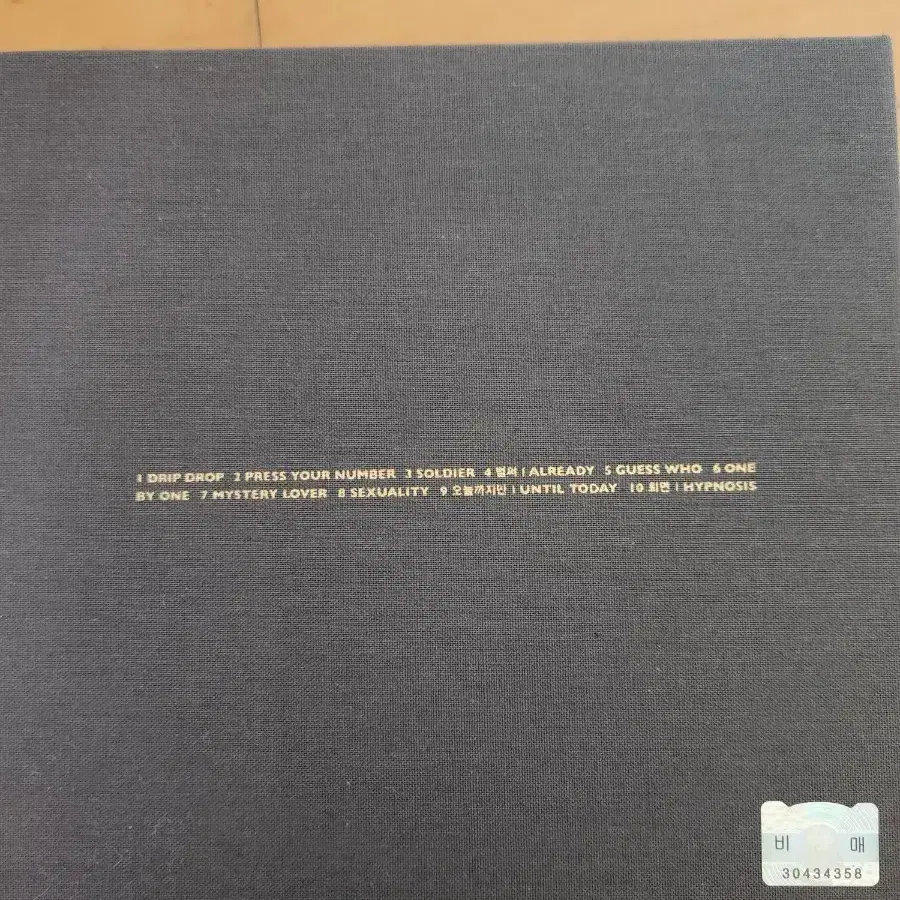 1 DRIP DROP 2 PRESS YOUR NUMBER 3 SOLDIER 4 벌써 | ALREADY 5 GUESS WHO 6 ONE
BY ONE 7 MYSTERY LOVER 8 SEXUALITY 9 오늘까지만 | UNTIL TODAY 10 최면 | HYPNOSIS
비 매
30434358